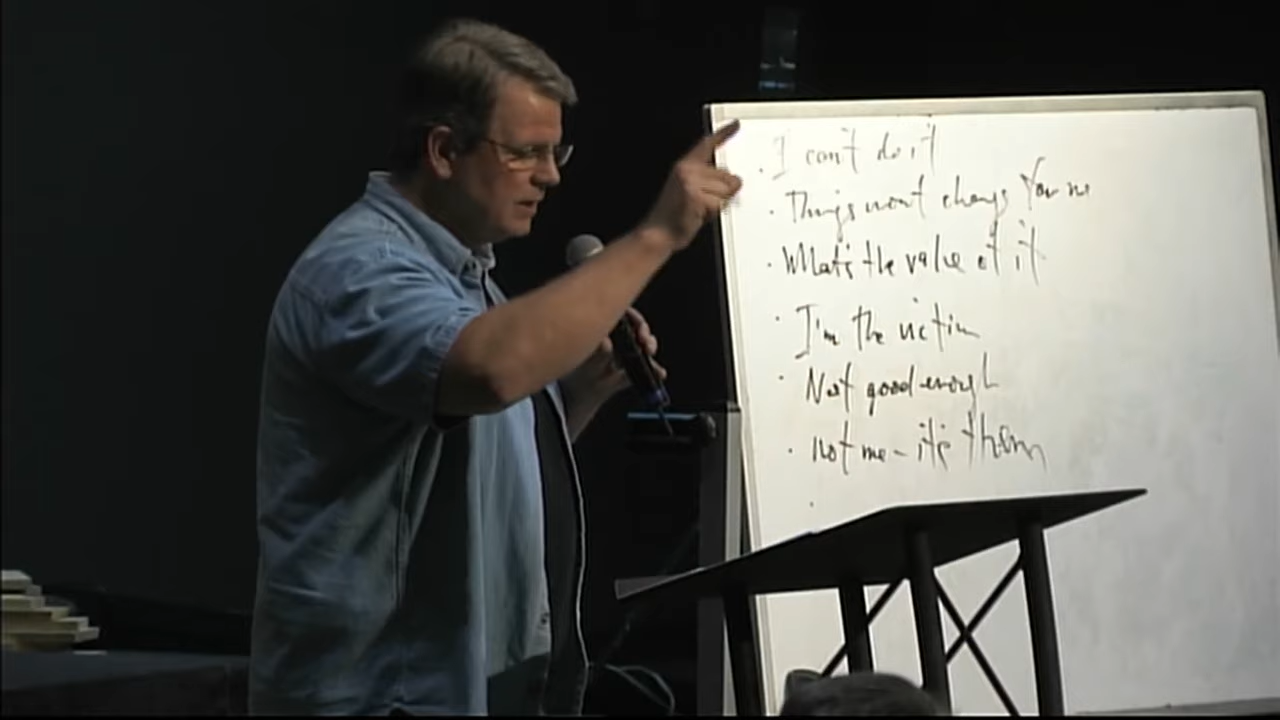 · I can't do it
· Things won't change for me
· What's the value of it
· I'm the victim
· Not good enough
· not me - it's them
·